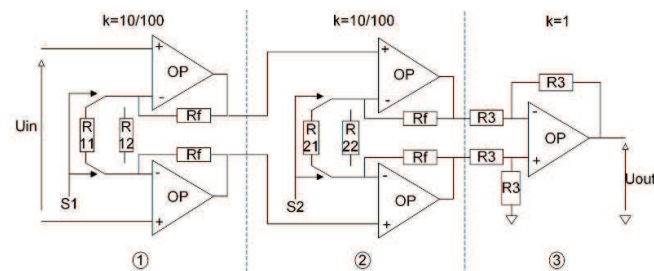 k=10/100
k=10/100
k=1
+
OP
-
Rf
Uin
R
11
R
12
Rf
-
OP
+
S1
+
OP
-
Rf
R
21
R
22
Rf
-
OP
+
S2
R3
R3
-
OP
+
R3
R3
Uout
1
2
3